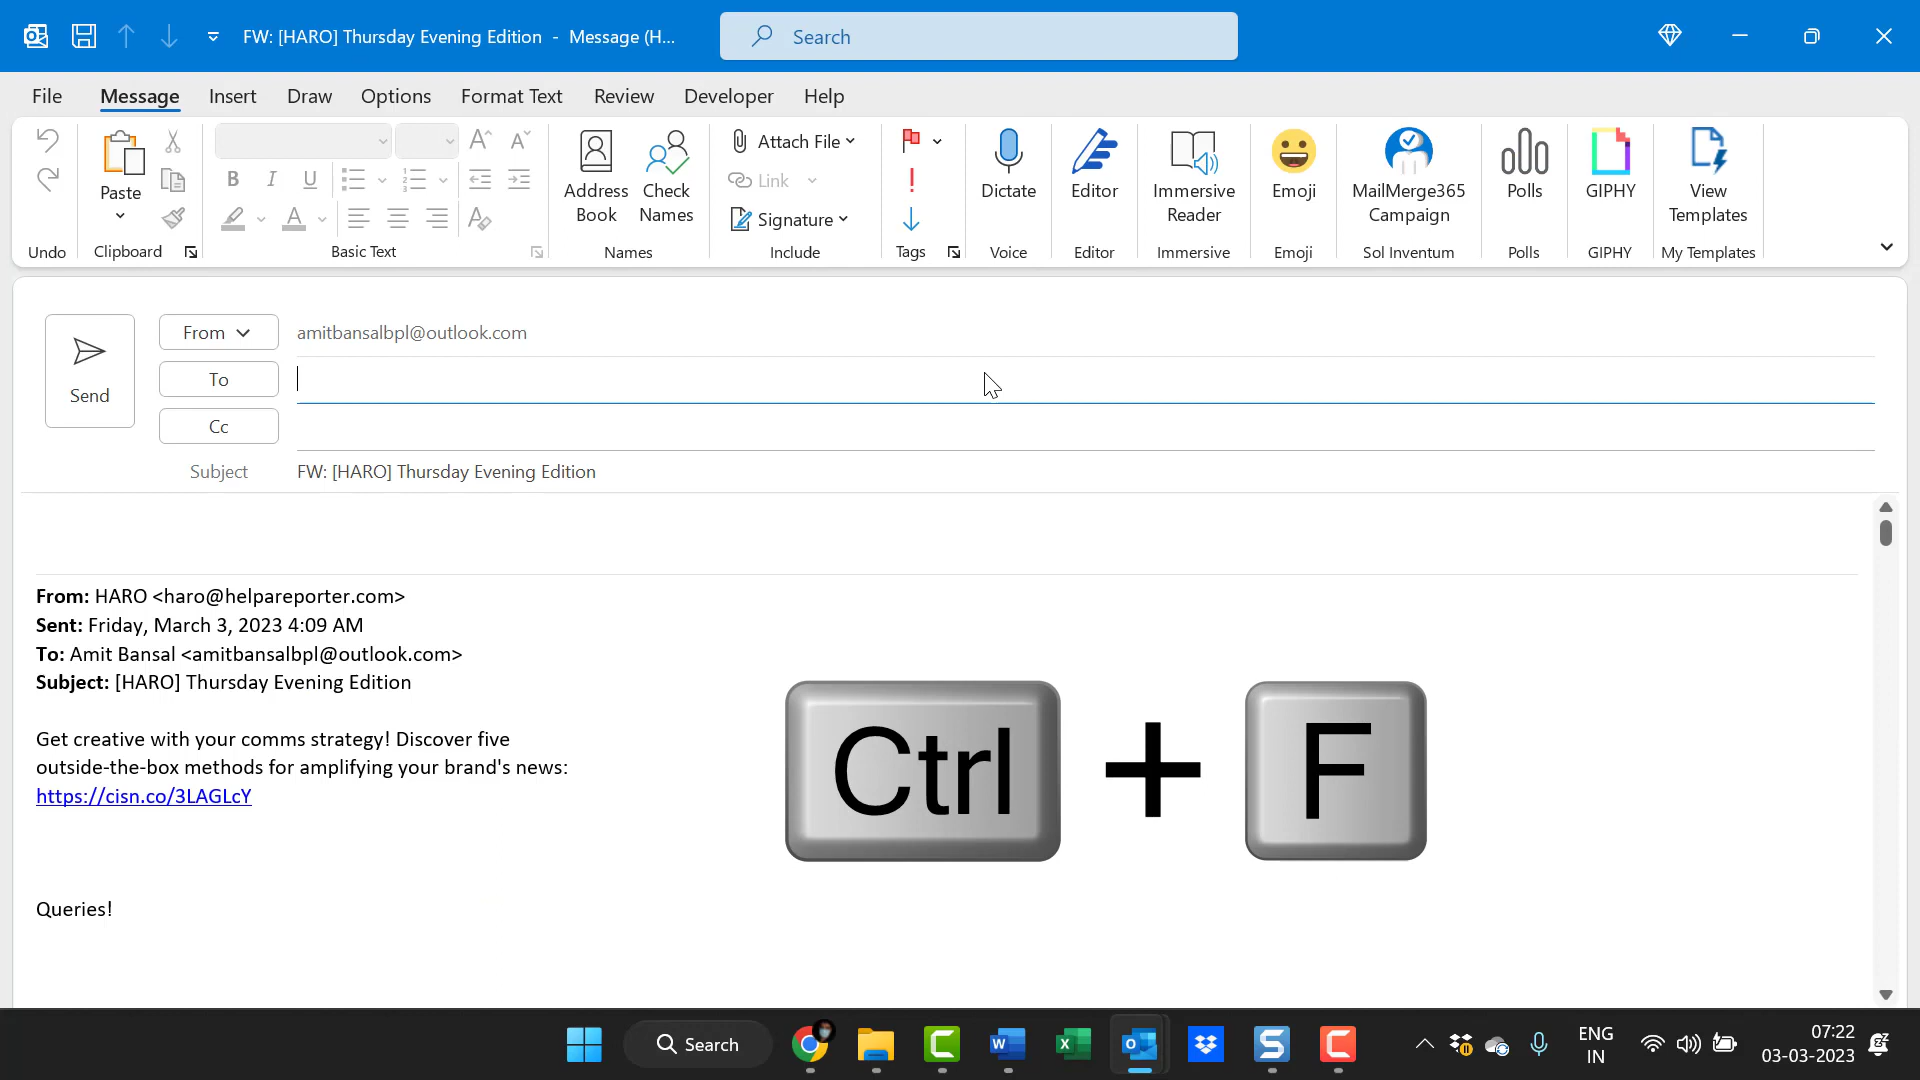 FW: [HARO] Thursday Evening Edition - Message (H...
Search
File Message Insert Draw Options Format Text Review Developer Help
Paste
B I U
A
Address Book
Check Names
Attach File
Link
Signature
Dictate
Editor
Immersive Reader
Emoji
MailMerge365 Campaign
Polls
GIPHY
View Templates
Undo Clipboard Basic Text Names Include Tags Voice Editor Immersive Emoji Sol Inventum Polls GIPHY My Templates
Send
From amitbansalbpl@outlook.com
To
Cc
Subject FW: [HARO] Thursday Evening Edition
From: HARO <haro@helpareporter.com>
Sent: Friday, March 3, 2023 4:09 AM
To: Amit Bansal <amitbansalbpl@outlook.com>
Subject: [HARO] Thursday Evening Edition
Get creative with your comms strategy! Discover five
outside-the-box methods for amplifying your brand's news:
https://cisn.co/3LAGLcY
Ctrl + F
Queries!
Search
ENG
IN
07:22
03-03-2023